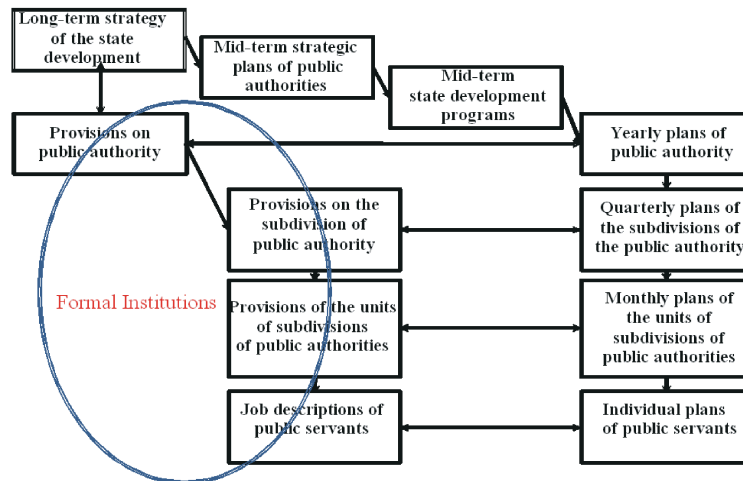 Long-term strategy
of the state
development
Mid-term strategic
plans of public
authorities
Mid-term
state development
programs
Provisions on
public authority
Yearly plans of
public authority
Provisions on the
subdivision of
public authority
Quarterly plans of
the subdivisions of
the public authority
Formal Institutions
Provisions of the units
of subdivisions
of public authorities
Monthly plans of
the units of
subdivisions of
public authorities
Job descriptions of
public servants
Individual plans
of public servants